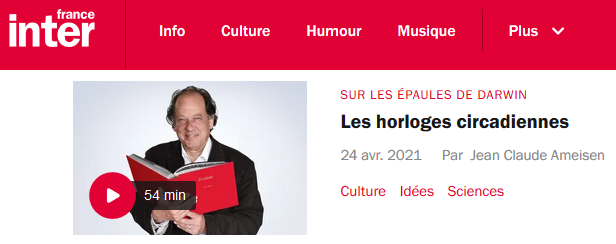 france
inter
Info Culture Humour Musique Plus
SUR LES ÉPAULES DE DARWIN
Les horloges circadiennes
24 avr. 2021 Par Jean Claude Ameisen
54 min
Culture Idées Sciences